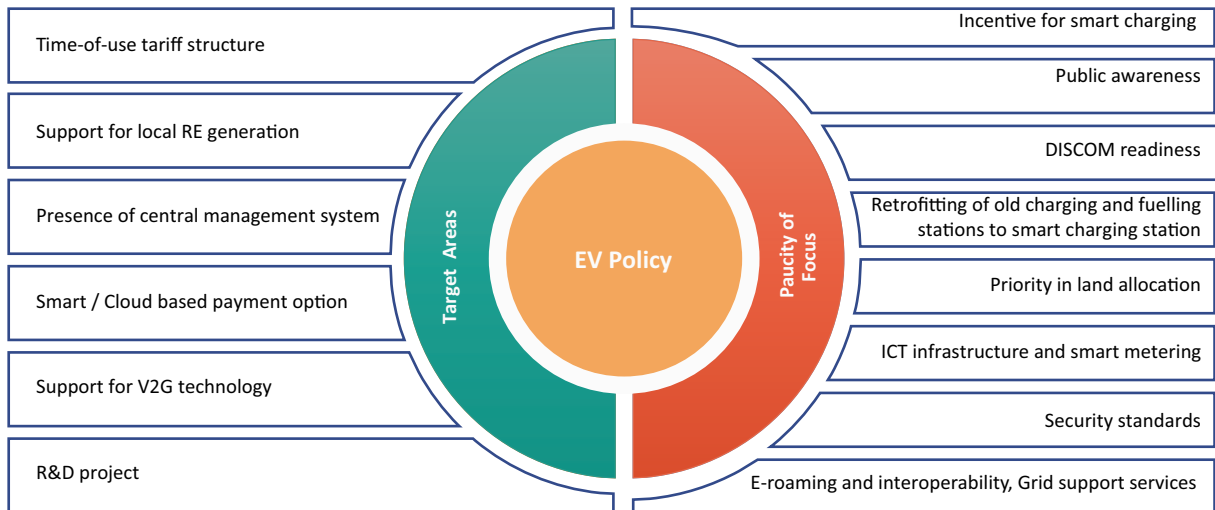 Time-of-use tariff structure
Support for local RE generation
Presence of central management system
Smart / Cloud based payment option
Support for V2G technology
R&D project
Target Areas
EV Policy
Paucity of
Focus
Incentive for smart charging
Public awareness
DISCOM readiness
Retrofitting of old charging and fuelling
stations to smart charging station
Priority in land allocation
ICT infrastructure and smart metering
Security standards
E-roaming and interoperability, Grid support services